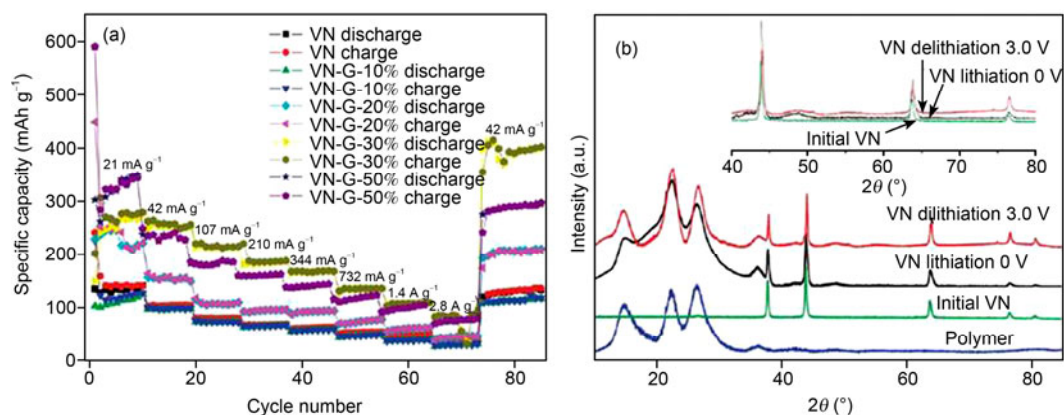 (a)
600
500
400
300
200
100
0
0
20
40
60
80
Specific capacity (mAh g⁻¹)
Cycle number
VN discharge
VN charge
VN-G-10% discharge
VN-G-10% charge
VN-G-20% discharge
VN-G-20% charge
VN-G-30% discharge
VN-G-30% charge
VN-G-50% discharge
VN-G-50% charge
21 mA g⁻¹
42 mA g⁻¹
107 mA g⁻¹
210 mA g⁻¹
344 mA g⁻¹
732 mA g⁻¹
1.4 A g⁻¹
2.8 A g⁻¹
42 mA g⁻¹
(b)
VN delithiation 3.0 V
VN lithiation 0 V
Initial VN
40
50
60
70
80
2θ (°)
Intensity (a.u.)
VN dilithiation 3.0 V
VN lithiation 0 V
Initial VN
Polymer
20
40
60
80
2θ (°)